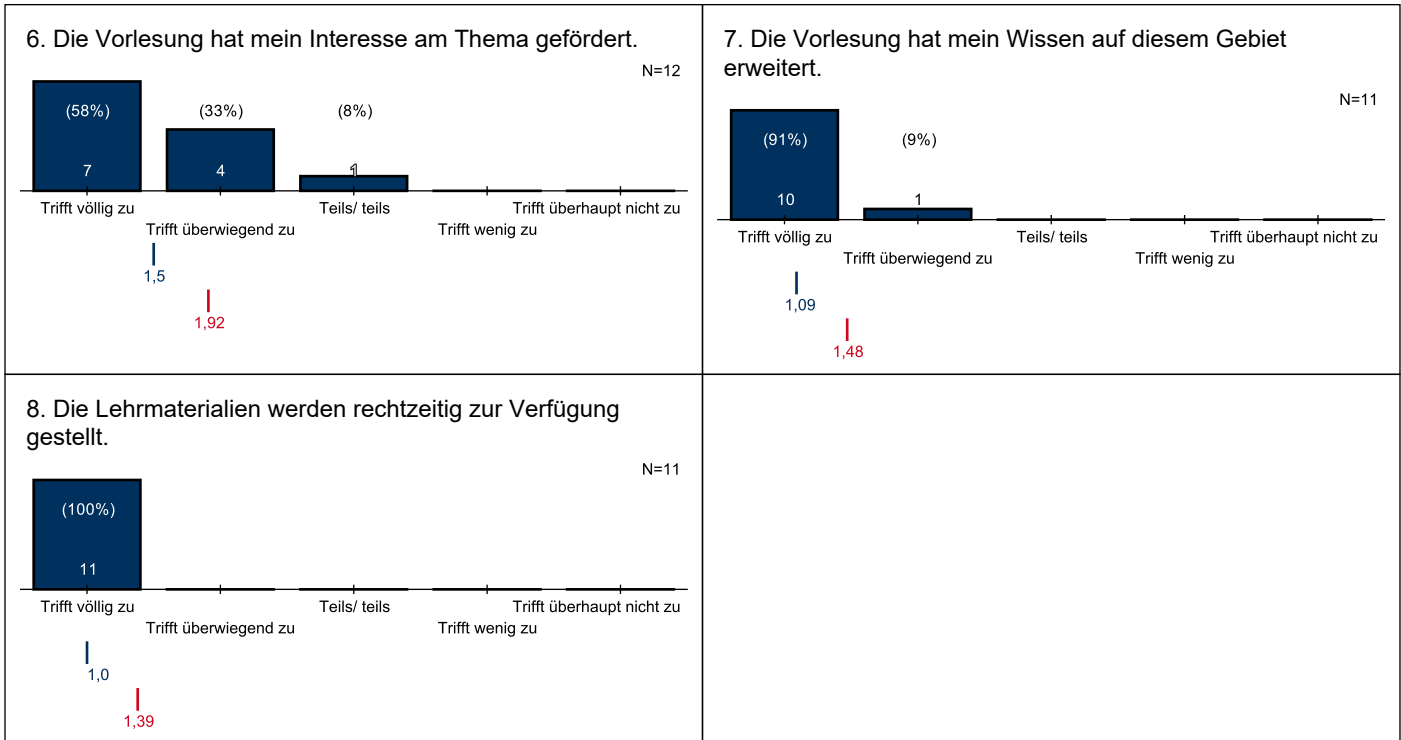 6. Die Vorlesung hat mein Interesse am Thema gefördert.
N=12
(58%)
(33%)
(8%)
7
4
1
Trifft völlig zu
Trifft überwiegend zu
Teils/ teils
Trifft wenig zu
Trifft überhaupt nicht zu
1,5
1,92
7. Die Vorlesung hat mein Wissen auf diesem Gebiet
erweitert.
N=11
(91%)
(9%)
10
1
Trifft völlig zu
Trifft überwiegend zu
Teils/ teils
Trifft wenig zu
Trifft überhaupt nicht zu
1,09
1,48
8. Die Lehrmaterialien werden rechtzeitig zur Verfügung
gestellt.
N=11
(100%)
11
Trifft völlig zu
Trifft überwiegend zu
Teils/ teils
Trifft wenig zu
Trifft überhaupt nicht zu
1,0
1,39